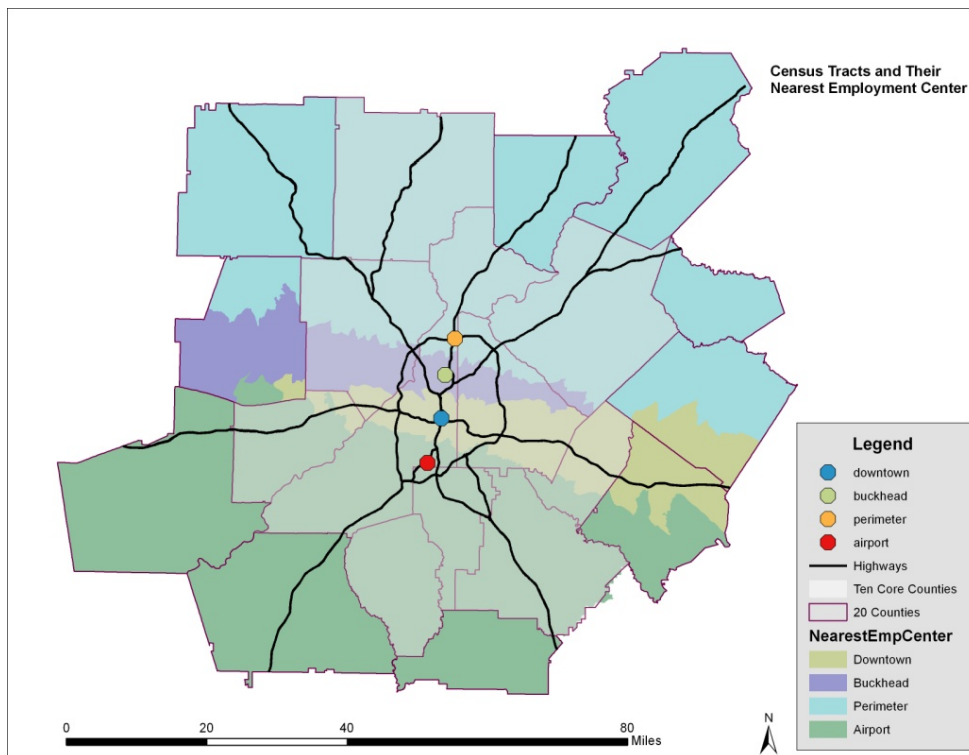 Census Tracts and Their
Nearest Employment Center
Legend
downtown
buckhead
perimeter
airport
Highways
Ten Core Counties
20 Counties
NearestEmpCenter
Downtown
Buckhead
Perimeter
Airport
0 20 40 80
Miles
N